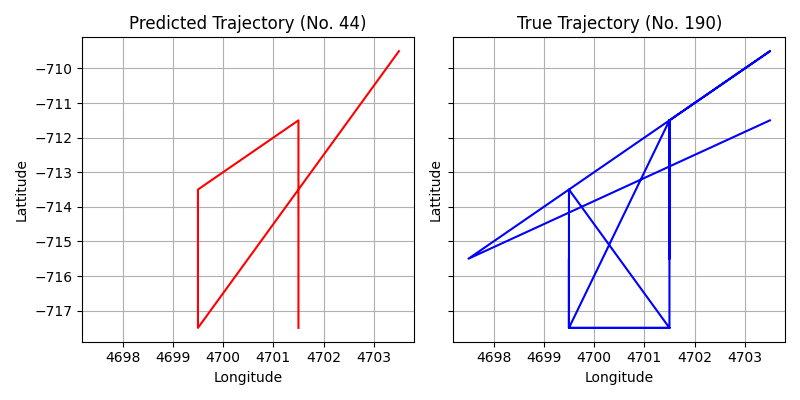 Predicted Trajectory (No. 44)
True Trajectory (No. 190)
−710
−711
−712
−713
−714
−715
−716
−717
Lattitude
Lattitude
4698 4699 4700 4701 4702 4703
4698 4699 4700 4701 4702 4703
Longitude
Longitude